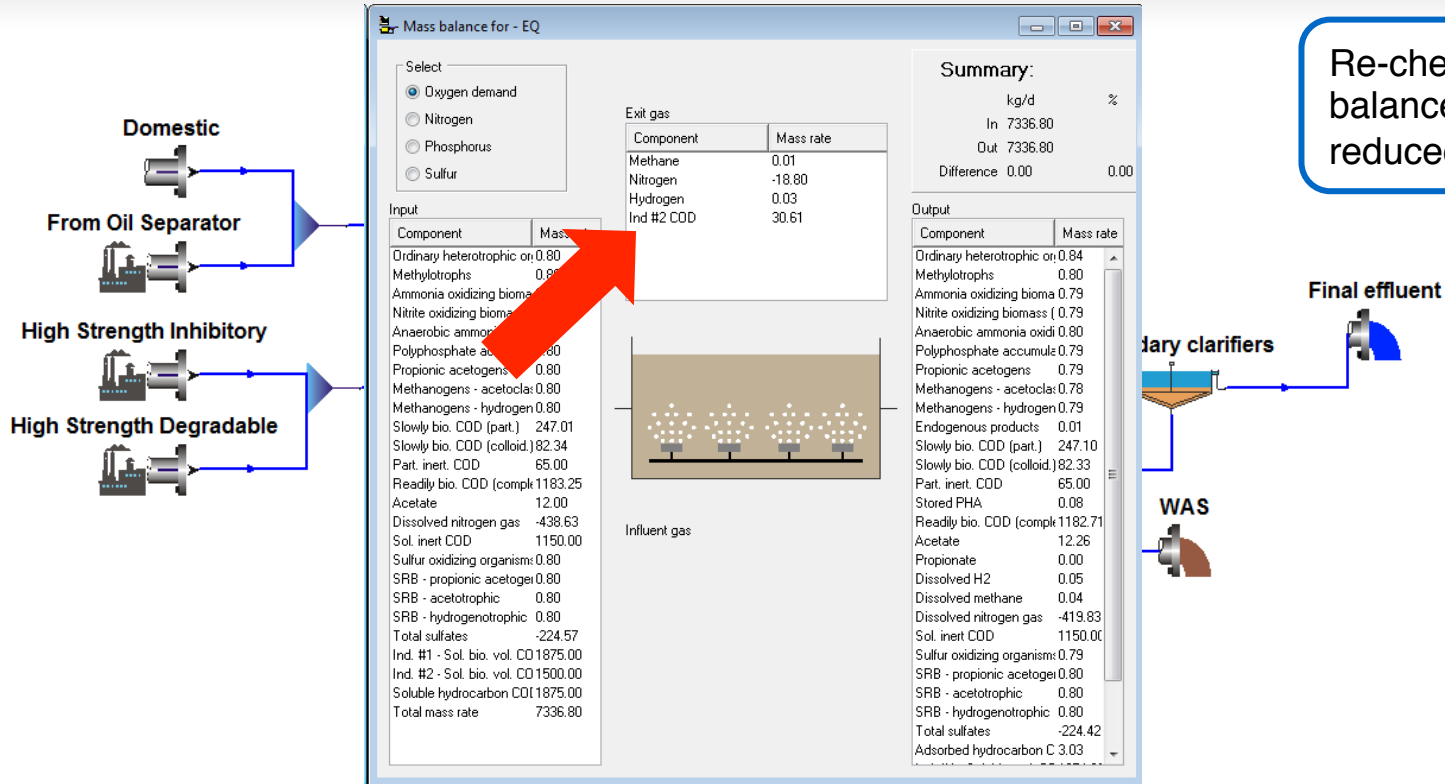 Mass balance for - EQ
Re-che
balance
reduced
Domestic
From Oil Separator
High Strength Inhibitory
High Strength Degradable
Select
Oxygen demand
Nitrogen
Phosphorus
Sulfur
Exit gas
Component Mass rate
Methane 0.01
Nitrogen -18.80
Hydrogen 0.03
Ind #2 COD 30.61
Summary:
kg/d %
In 7336.80
Out 7336.80
Difference 0.00 0.00
Input
Component Mass
Ordinary heterotrophic or 0.80
Methylotrophs
Ammonia oxidizing bioma
Nitrite oxidizing bioma
Anaerobic ammoni
Polyphosphate ac .80
Propionic acetogens 0.80
Methanogens - acetocla: 0.80
Methanogens - hydrogen 0.80
Slowly bio. COD (part.) 247.01
Slowly bio. COD (colloid.) 82.34
Part. inert. COD 65.00
Readily bio. COD (comple 1183.25
Acetate 12.00
Dissolved nitrogen gas -438.63
Sol. inert COD 1150.00
Sulfur oxidizing organism: 0.80
SRB - propionic acetoge 0.80
SRB - acetotrophic 0.80
SRB - hydrogenotrophic 0.80
Total sulfates -224.57
Ind. #1 - Sol. bio. vol. CO 1875.00
Ind. #2 - Sol. bio. vol. CO 1500.00
Soluble hydrocarbon CO 1875.00
Total mass rate 7336.80
Influent gas
Output
Component Mass rate
Ordinary heterotrophic or 0.84
Methylotrophs 0.80
Ammonia oxidizing bioma 0.79
Nitrite oxidizing biomass ( 0.79
Anaerobic ammonia oxidi 0.80
Polyphosphate accumula 0.79
Propionic acetogens 0.79
Methanogens - acetocla: 0.78
Methanogens - hydrogen 0.79
Endogenous products 0.01
Slowly bio. COD (part.) 247.10
Slowly bio. COD (colloid.) 82.33
Part. inert. COD 65.00
Stored PHA 0.08
Readily bio. COD (comple 1182.71
Acetate 12.26
Propionate 0.00
Dissolved H2 0.05
Dissolved methane 0.04
Dissolved nitrogen gas -419.83
Sol. inert COD 1150.00
Sulfur oxidizing organism: 0.79
SRB - propionic acetoge 0.80
SRB - acetotrophic 0.80
SRB - hydrogenotrophic 0.80
Total sulfates -224.42
Adsorbed hydrocarbon C 3.03
Final effluent
dary clarifiers
WAS